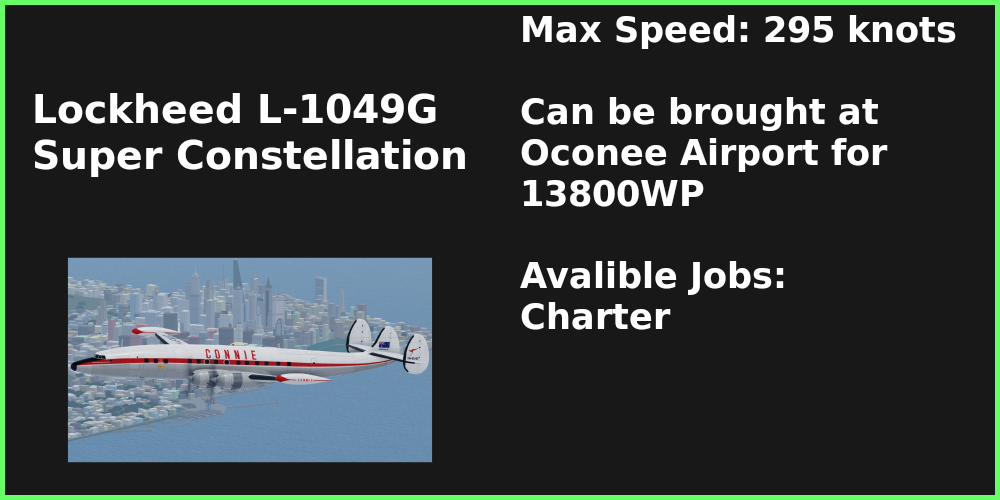 Lockheed L-1049G
Super Constellation
CONNIE
Max Speed: 295 knots
Can be brought at
Oconee Airport for
13800WP
Avalible Jobs:
Charter